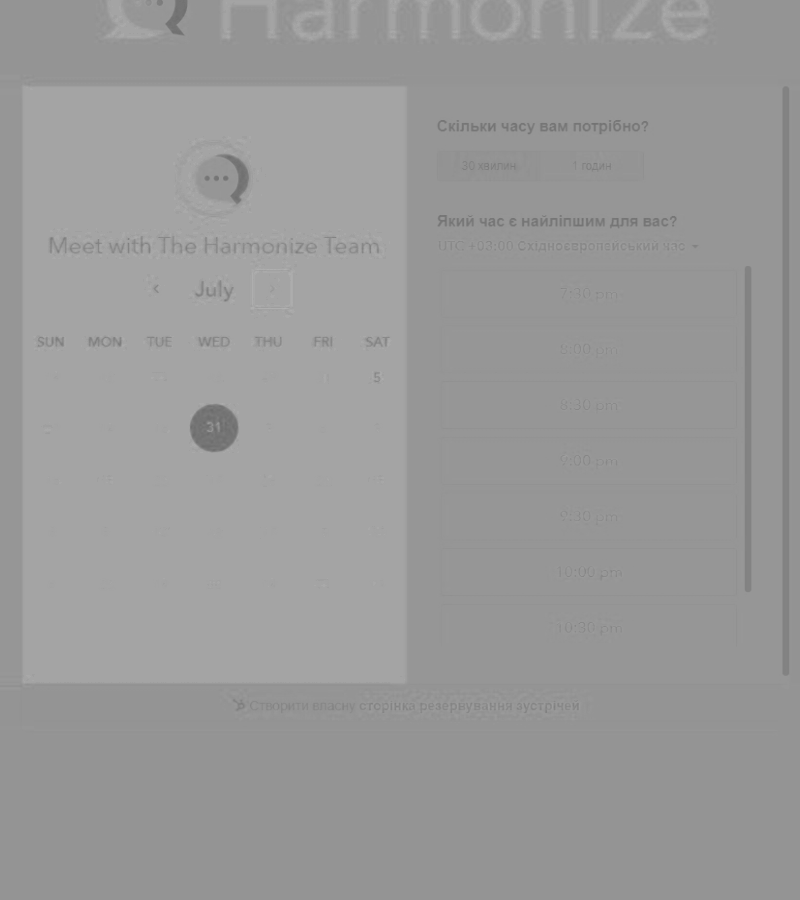 Harmonize
Meet with The Harmonize Team
July
SUN MON TUE WED THU FRI SAT
5
31
Скільки часу вам потрібно?
30 хвилин 1 годин
Який час є найліпшим для вас?
UTC +03:00 Східноєвропейський час
7:30 pm
8:00 pm
8:30 pm
9:00 pm
9:30 pm
10:00 pm
10:30 pm
Створити власну сторінка резервування зустрічей